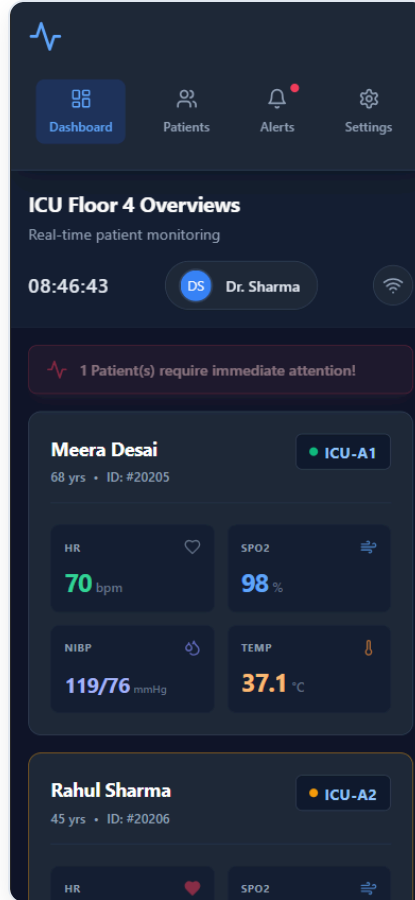 Dashboard
Patients
Alerts
Settings
ICU Floor 4 Overviews
Real-time patient monitoring
08:46:43
DS
Dr. Sharma
1 Patient(s) require immediate attention!
Meera Desai
ICU-A1
68 yrs • ID: #20205
HR
70 bpm
SPO2
98 %
NIBP
119/76 mmHg
TEMP
37.1 °C
Rahul Sharma
ICU-A2
45 yrs • ID: #20206
HR
SPO2